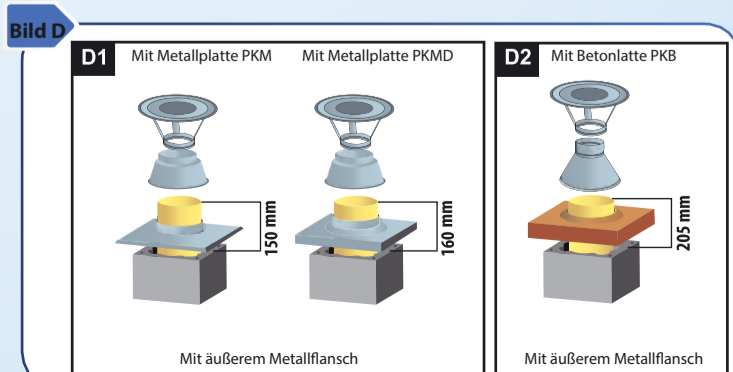 Bild D
D1 Mit Metallplatte PKM Mit Metallplatte PKMD
150 mm
160 mm
Mit äußerem Metallflansch
D2 Mit Betonlatte PKB
205 mm
Mit äußerem Metallflansch